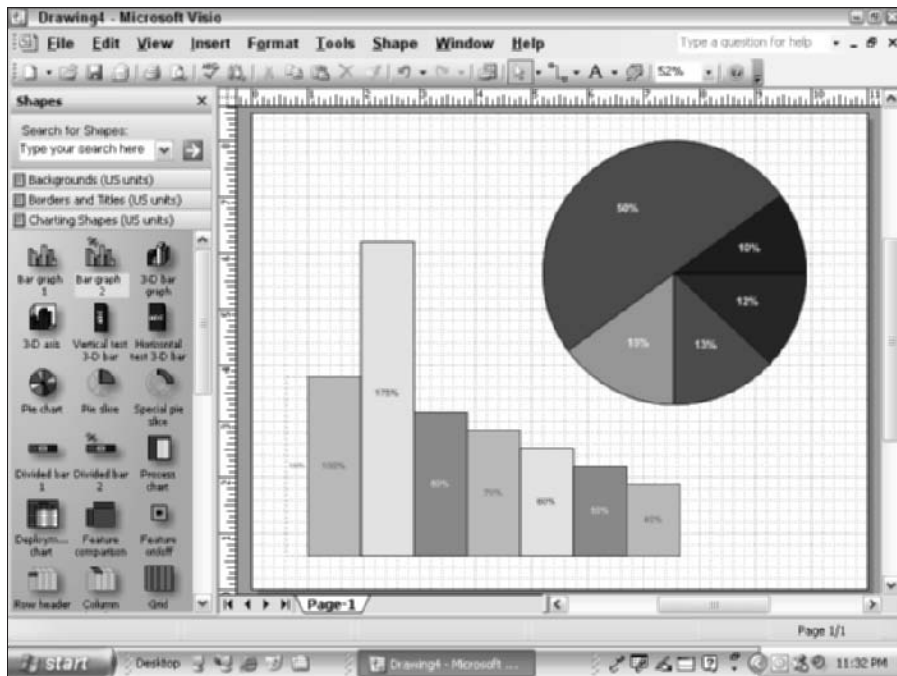 Drawing4 - Microsoft Visio
File Edit View Insert Format Tools Shape Window Help Type a question for help
A 52%
Shapes
Search for Shapes:
Type your search here
Backgrounds (US units)
Borders and Titles (US units)
Charting Shapes (US units)
Bar graph 1
Bar graph 2
3-D bar graph
3-D axis
Vertical text 3-D bar
Horizontal text 3-D bar
Pie chart
Pie slice
Special pie slice
Divided bar 1
Divided bar 2
Process chart
Deploym... chart
Feature comparison
Feature on/off
Row header
Column
Grid
50%
10%
12%
13%
13%
100%
175%
80%
70%
60%
50%
40%
Page-1
Page 1/1
start Desktop Drawing4 - Microsoft ... 11:32 PM